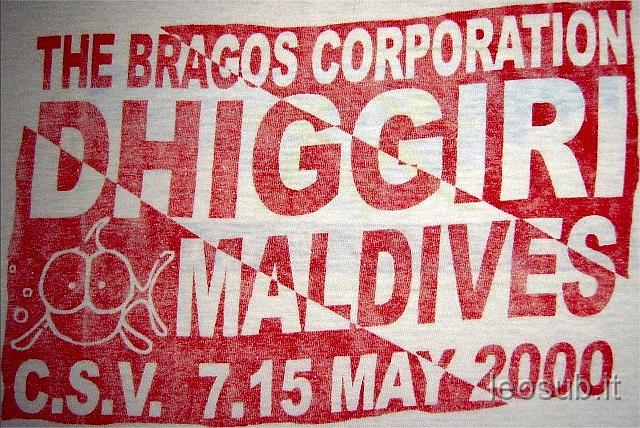 THE BRAGOS CORPORATION
DHIGGIRI
MALDIVES
C.S.V. 7.15 MAY 2000
leosub.it